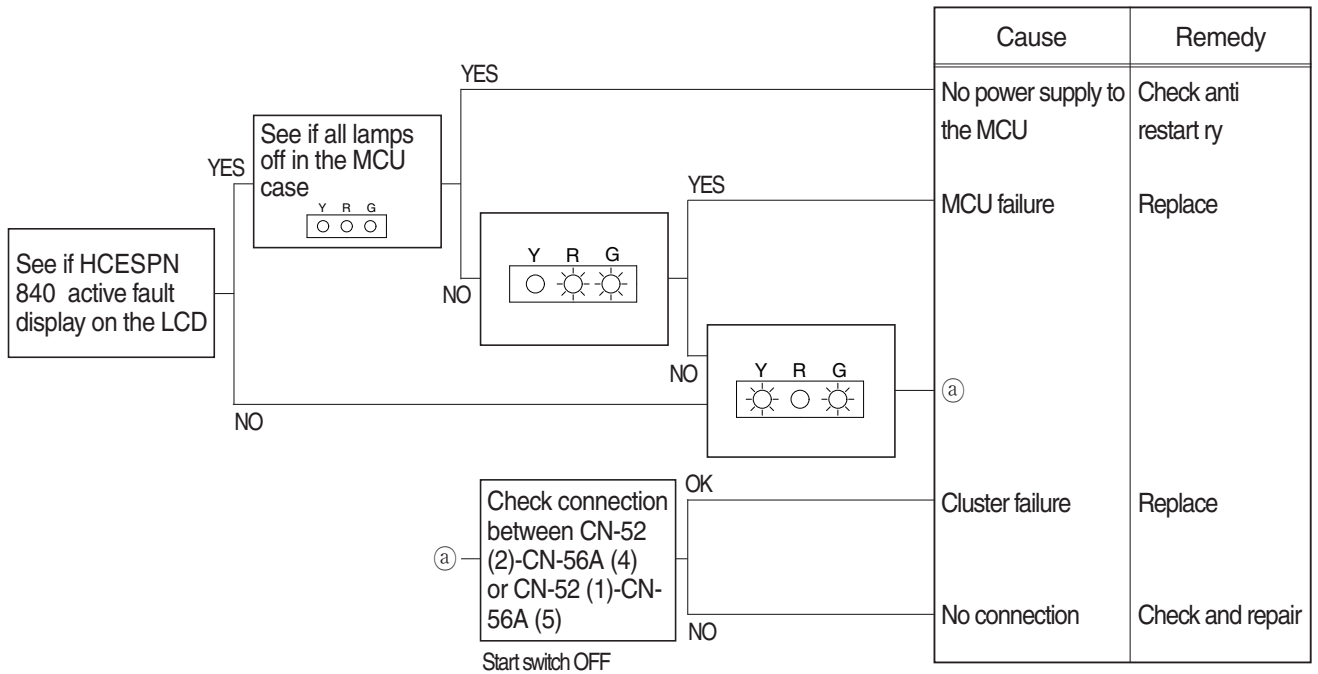 Cause
Remedy
YES
No power supply to
the MCU
Check anti
restart ry
See if all lamps
off in the MCU
case
Y R G
YES
YES
MCU failure
Replace
See if HCESPN
840 active fault
display on the LCD
Y R G
NO
NO
Y R G
ⓐ
NO
Check connection
between CN-52
(2)-CN-56A (4)
or CN-52 (1)-CN-
56A (5)
ⓐ
OK
Cluster failure
Replace
NO
No connection
Check and repair
Start switch OFF